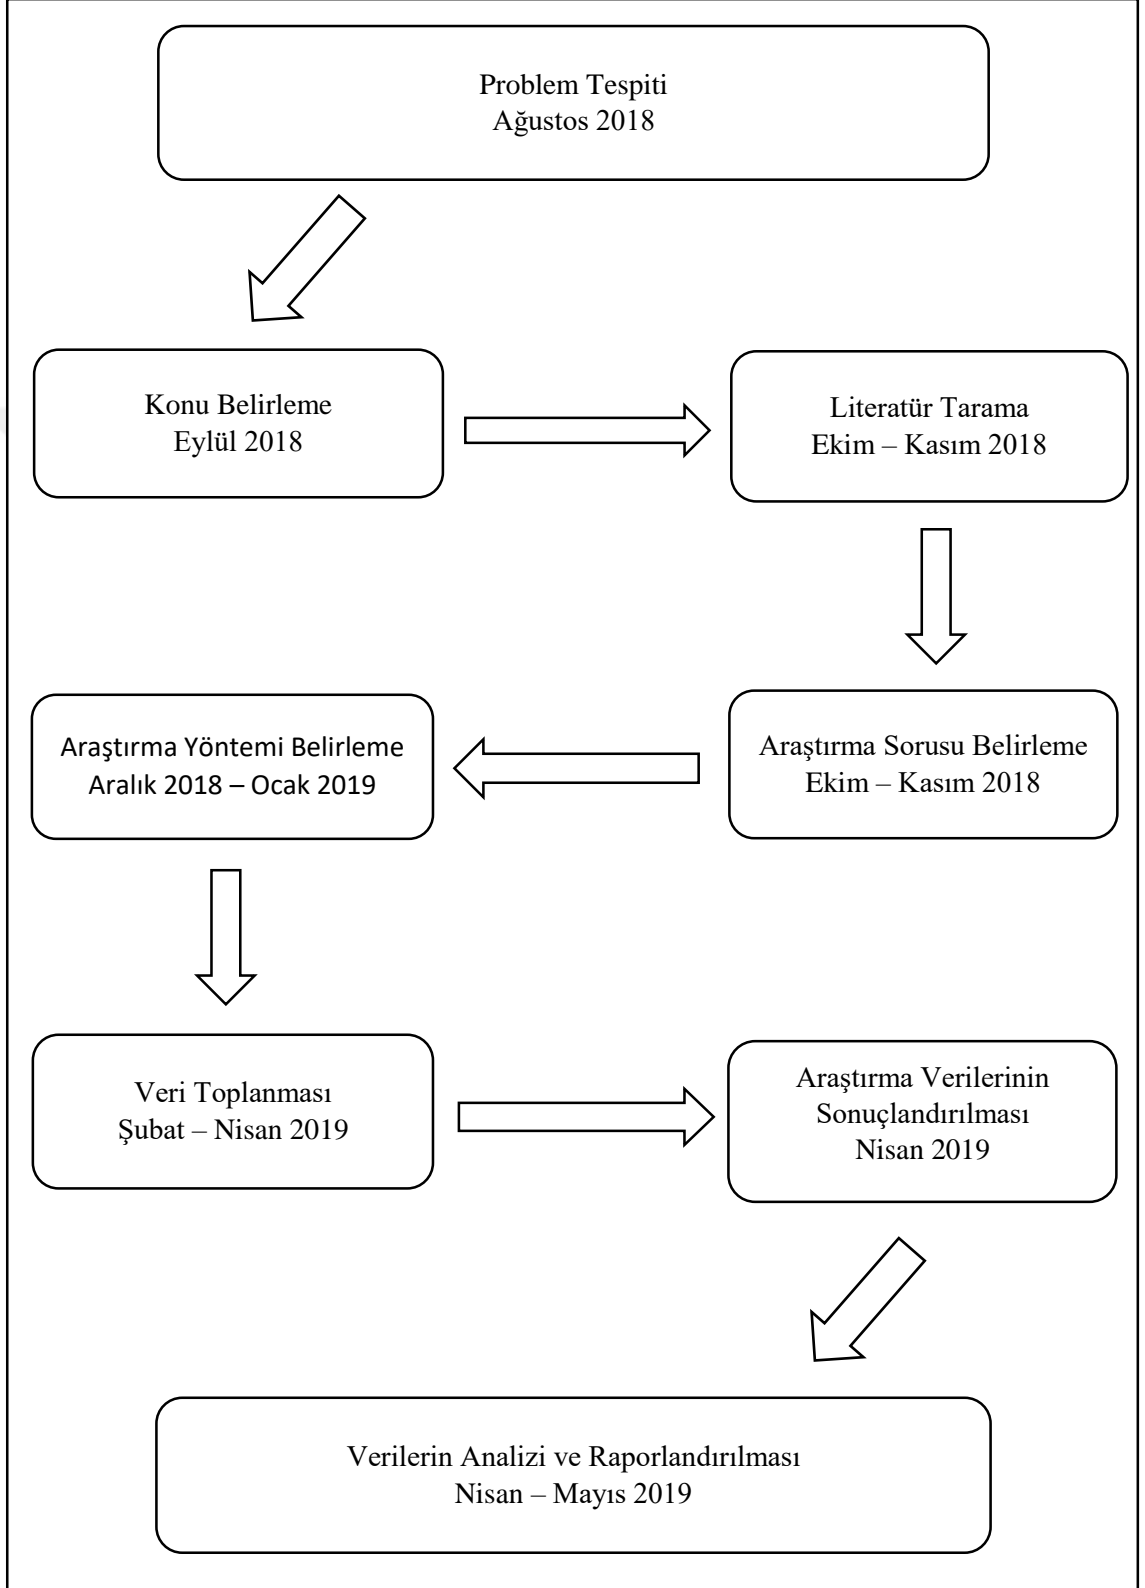 Problem Tespiti
Ağustos 2018
Konu Belirleme
Eylül 2018
Literatür Tarama
Ekim – Kasım 2018
Araştırma Sorusu Belirleme
Ekim – Kasım 2018
Araştırma Yöntemi Belirleme
Aralık 2018 – Ocak 2019
Veri Toplanması
Şubat – Nisan 2019
Araştırma Verilerinin
Sonuçlandırılması
Nisan 2019
Verilerin Analizi ve Raporlandırılması
Nisan – Mayıs 2019